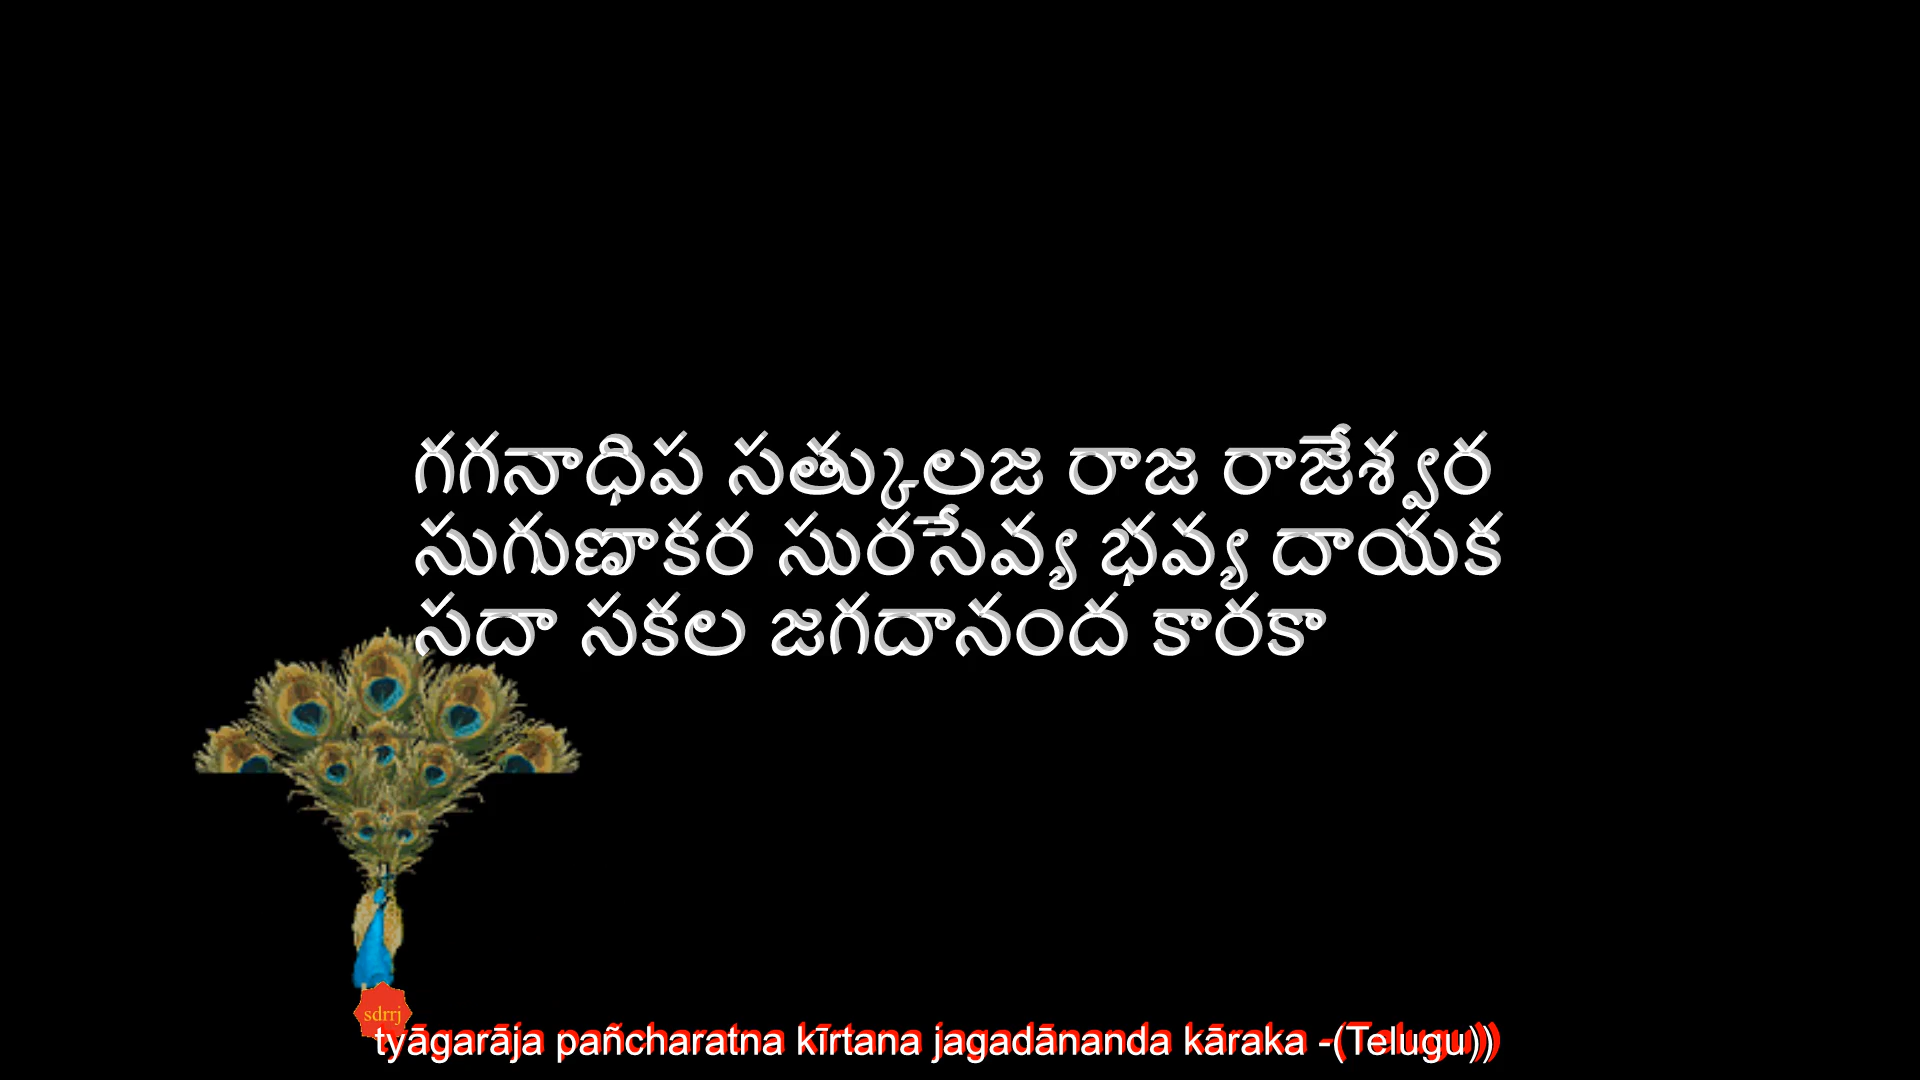 గగనాధిప సత్కులజ రాజ రాజేశ్వర
సుగుణాకర సురసేవ్య భవ్య దాయక
సదా సకల జగదానంద కారకా
sdrrj
tyāgarāja pañcharatna kīrtana jagadānanda kāraka -(Telugu))